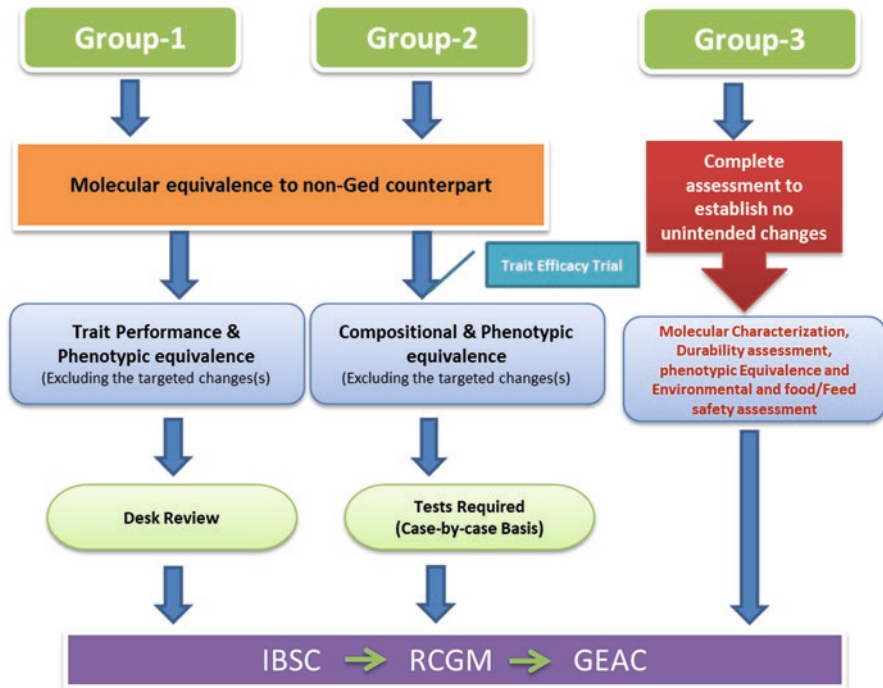 Group-1
Group-2
Group-3
Molecular equivalence to non-Ged counterpart
Complete
assessment to
establish no
unintended changes
Trait Efficacy Trial
Trait Performance &
Phenotypic equivalence
(Excluding the targeted changes(s)
Compositional & Phenotypic
equivalence
(Excluding the targeted changes(s)
Molecular Characterization,
Durability assessment,
phenotypic Equivalence and
Environmental and food/Feed
safety assessment
Desk Review
Tests Required
(Case-by-case Basis)
IBSC RCGM GEAC